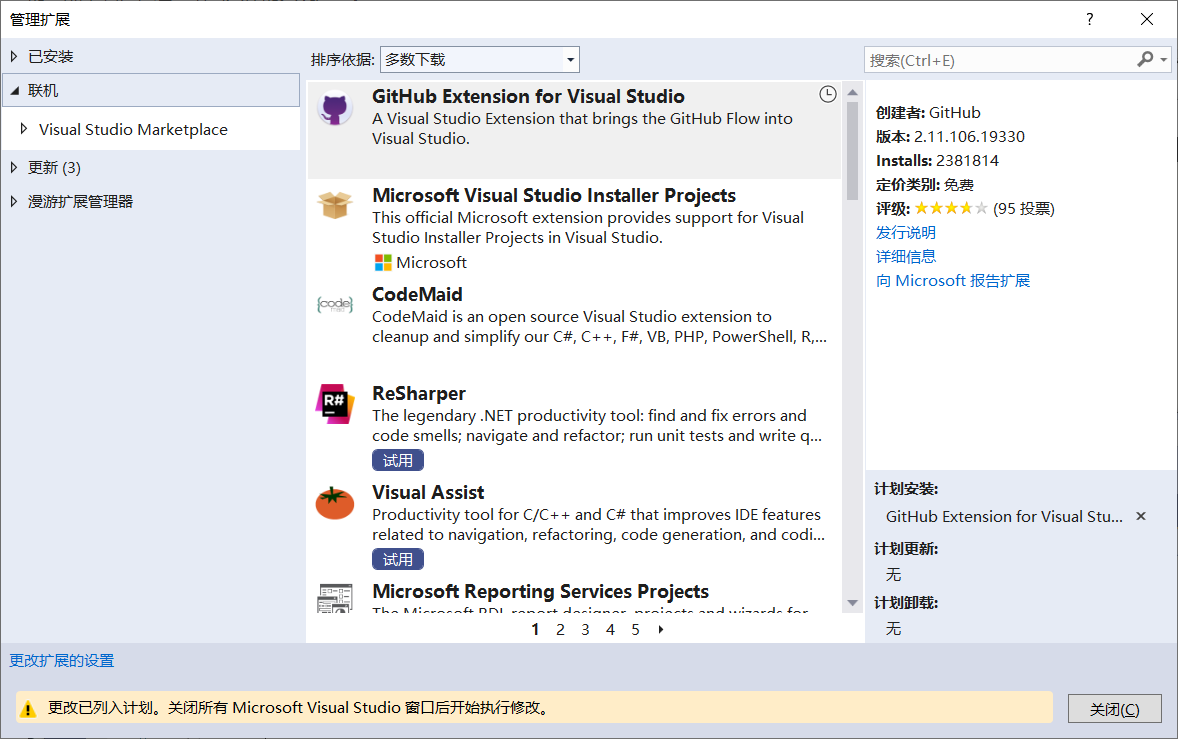 管理扩展
?
已安装
联机
Visual Studio Marketplace
更新 (3)
漫游扩展管理器
排序依据: 多数下载
GitHub Extension for Visual Studio
A Visual Studio Extension that brings the GitHub Flow into
Visual Studio.
Microsoft Visual Studio Installer Projects
This official Microsoft extension provides support for Visual
Studio Installer Projects in Visual Studio.
Microsoft
{code}
maid
CodeMaid
CodeMaid is an open source Visual Studio extension to
cleanup and simplify our C#, C++, F#, VB, PHP, PowerShell, R,...
R#
ReSharper
The legendary .NET productivity tool: find and fix errors and
code smells; navigate and refactor; run unit tests and write q...
试用
Visual Assist
Productivity tool for C/C++ and C# that improves IDE features
related to navigation, refactoring, code generation, and codi...
试用
Microsoft Reporting Services Projects
The Microsoft RDL report designer, projects and wizards for
1 2 3 4 5
搜索(Ctrl+E)
创建者: GitHub
版本: 2.11.106.19330
Installs: 2381814
定价类别: 免费
评级: (95 投票)
发行说明
详细信息
向 Microsoft 报告扩展
计划安装:
GitHub Extension for Visual Stu...
计划更新:
无
计划卸载:
无
更改扩展的设置
更改已列入计划。关闭所有 Microsoft Visual Studio 窗口后开始执行修改。
关闭(C)